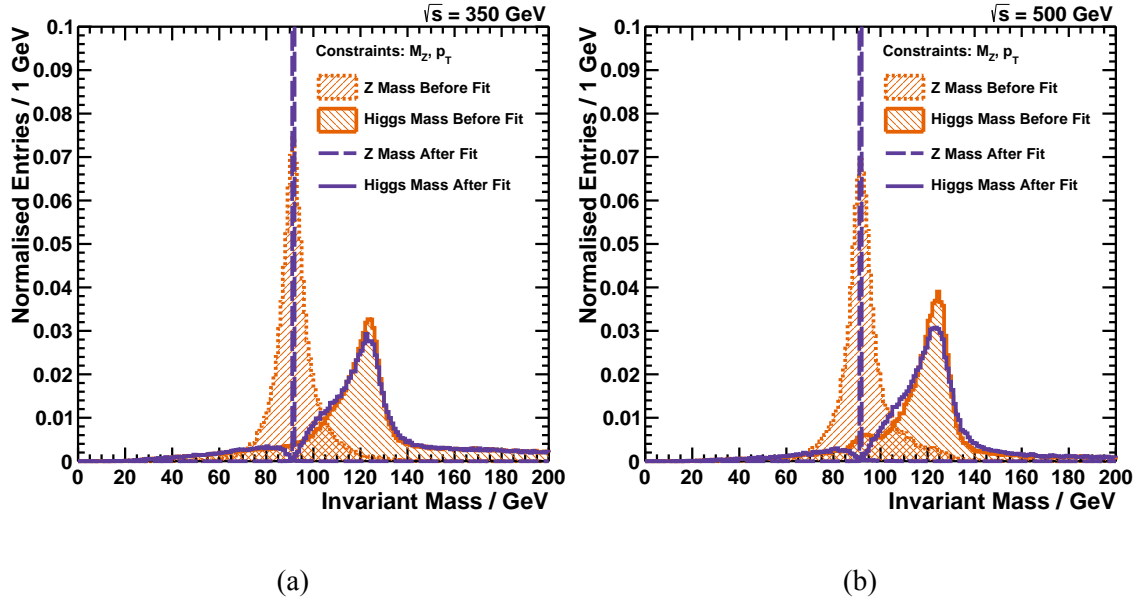 √s = 350 GeV
Normalised Entries / 1 GeV
0.1
0.09
0.08
0.07
0.06
0.05
0.04
0.03
0.02
0.01
0
Constraints: M_Z, p_T
Z Mass Before Fit
Higgs Mass Before Fit
Z Mass After Fit
Higgs Mass After Fit
0 20 40 60 80 100 120 140 160 180 200
Invariant Mass / GeV
(a)
√s = 500 GeV
Normalised Entries / 1 GeV
0.1
0.09
0.08
0.07
0.06
0.05
0.04
0.03
0.02
0.01
0
Constraints: M_Z, p_T
Z Mass Before Fit
Higgs Mass Before Fit
Z Mass After Fit
Higgs Mass After Fit
0 20 40 60 80 100 120 140 160 180 200
Invariant Mass / GeV
(b)